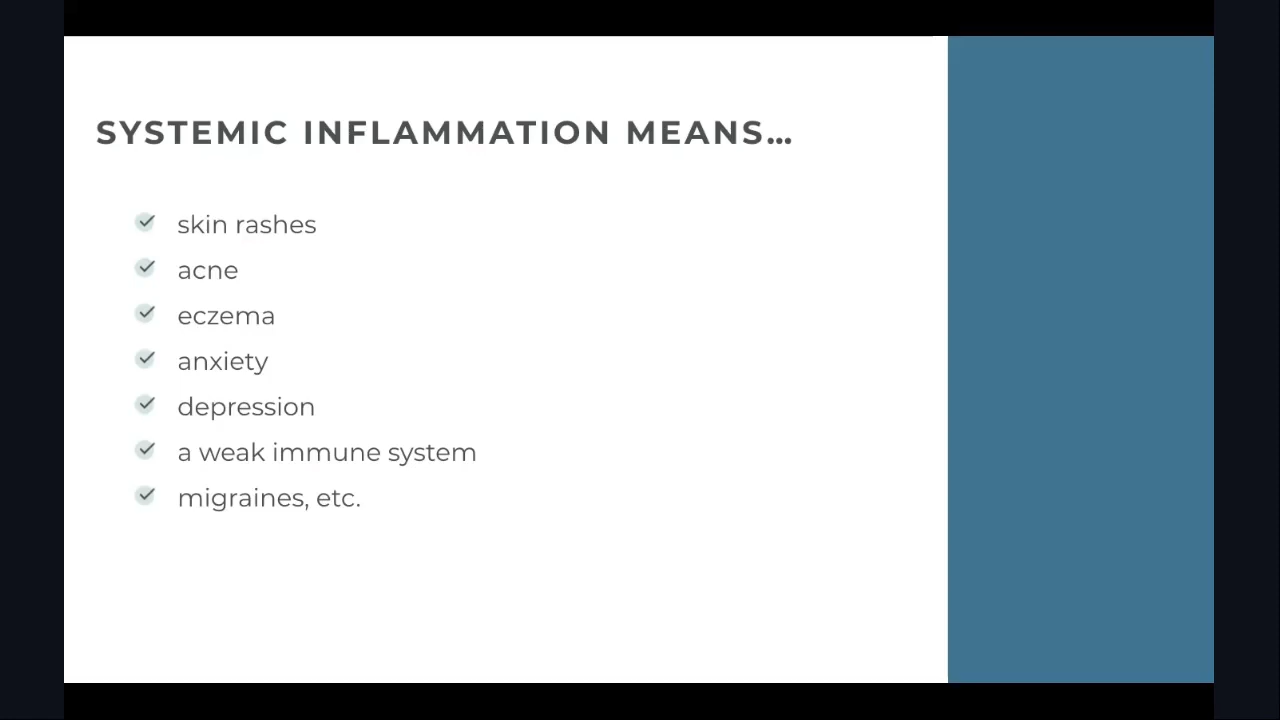 SYSTEMIC INFLAMMATION MEANS...
skin rashes
acne
eczema
anxiety
depression
a weak immune system
migraines, etc.